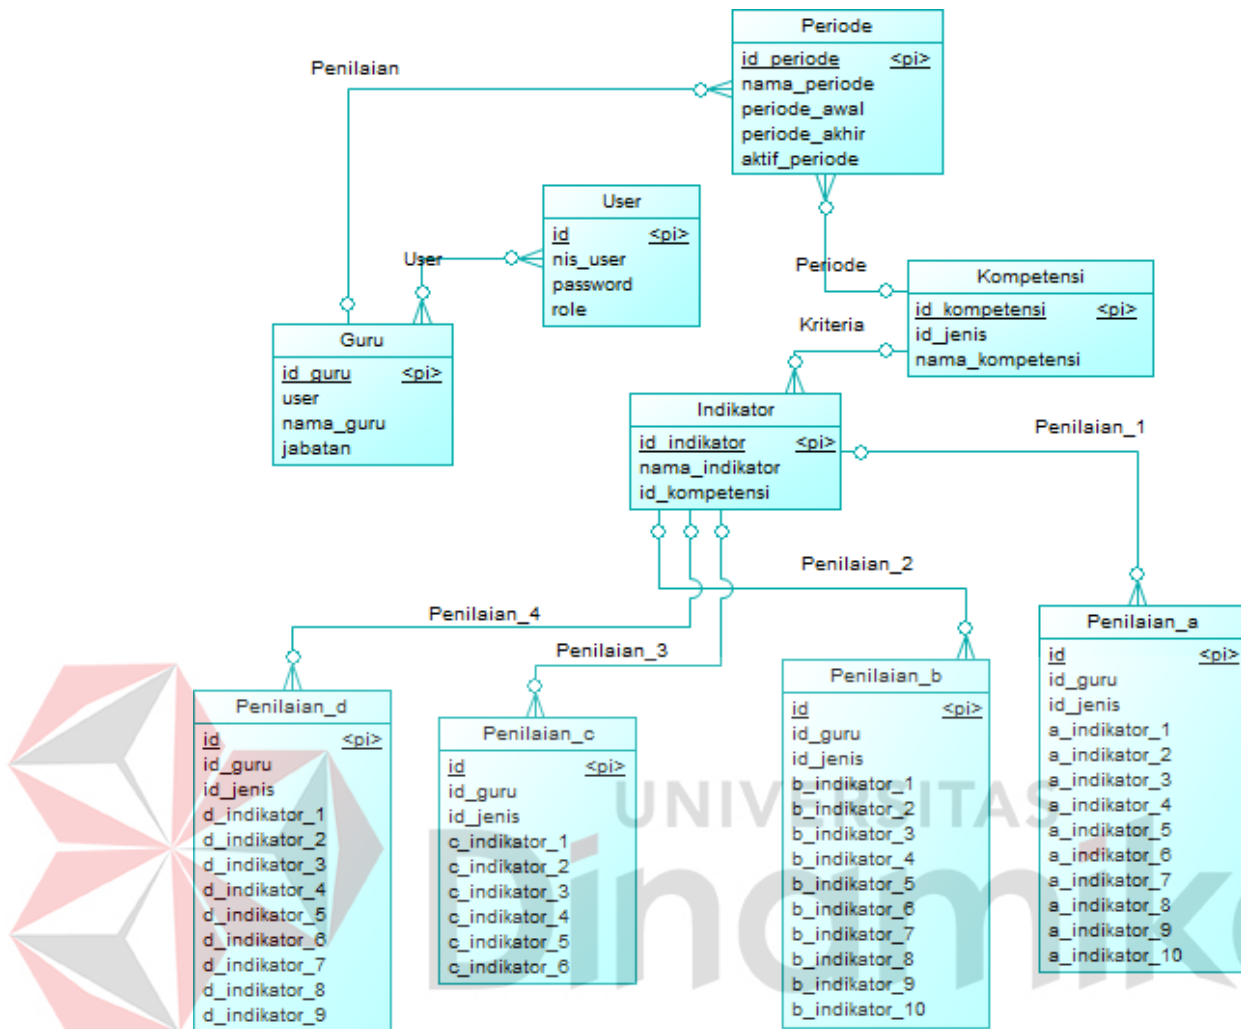 Periode
id_periode <pi>
nama_periode
periode_awal
periode_akhir
aktif_periode
Penilaian
User
id <pi>
nis_user
password
role
User
Periode
Kompetensi
id_kompetensi <pi>
id_jenis
nama_kompetensi
Kriteria
Guru
id_guru <pi>
user
nama_guru
jabatan
Indikator
id_indikator <pi>
nama_indikator
id_kompetensi
Penilaian_1
Penilaian_2
Penilaian_4
Penilaian_3
Penilaian_a
id <pi>
id_guru
id_jenis
a_indikator_1
a_indikator_2
a_indikator_3
a_indikator_4
a_indikator_5
a_indikator_6
a_indikator_7
a_indikator_8
a_indikator_9
a_indikator_10
Penilaian_b
id <pi>
id_guru
id_jenis
b_indikator_1
b_indikator_2
b_indikator_3
b_indikator_4
b_indikator_5
b_indikator_6
b_indikator_7
b_indikator_8
b_indikator_9
b_indikator_10
Penilaian_c
id <pi>
id_guru
id_jenis
c_indikator_1
c_indikator_2
c_indikator_3
c_indikator_4
c_indikator_5
c_indikator_6
Penilaian_d
id <pi>
id_guru
id_jenis
d_indikator_1
d_indikator_2
d_indikator_3
d_indikator_4
d_indikator_5
d_indikator_6
d_indikator_7
d_indikator_8
d_indikator_9
UNIVERSITAS
Dinamika